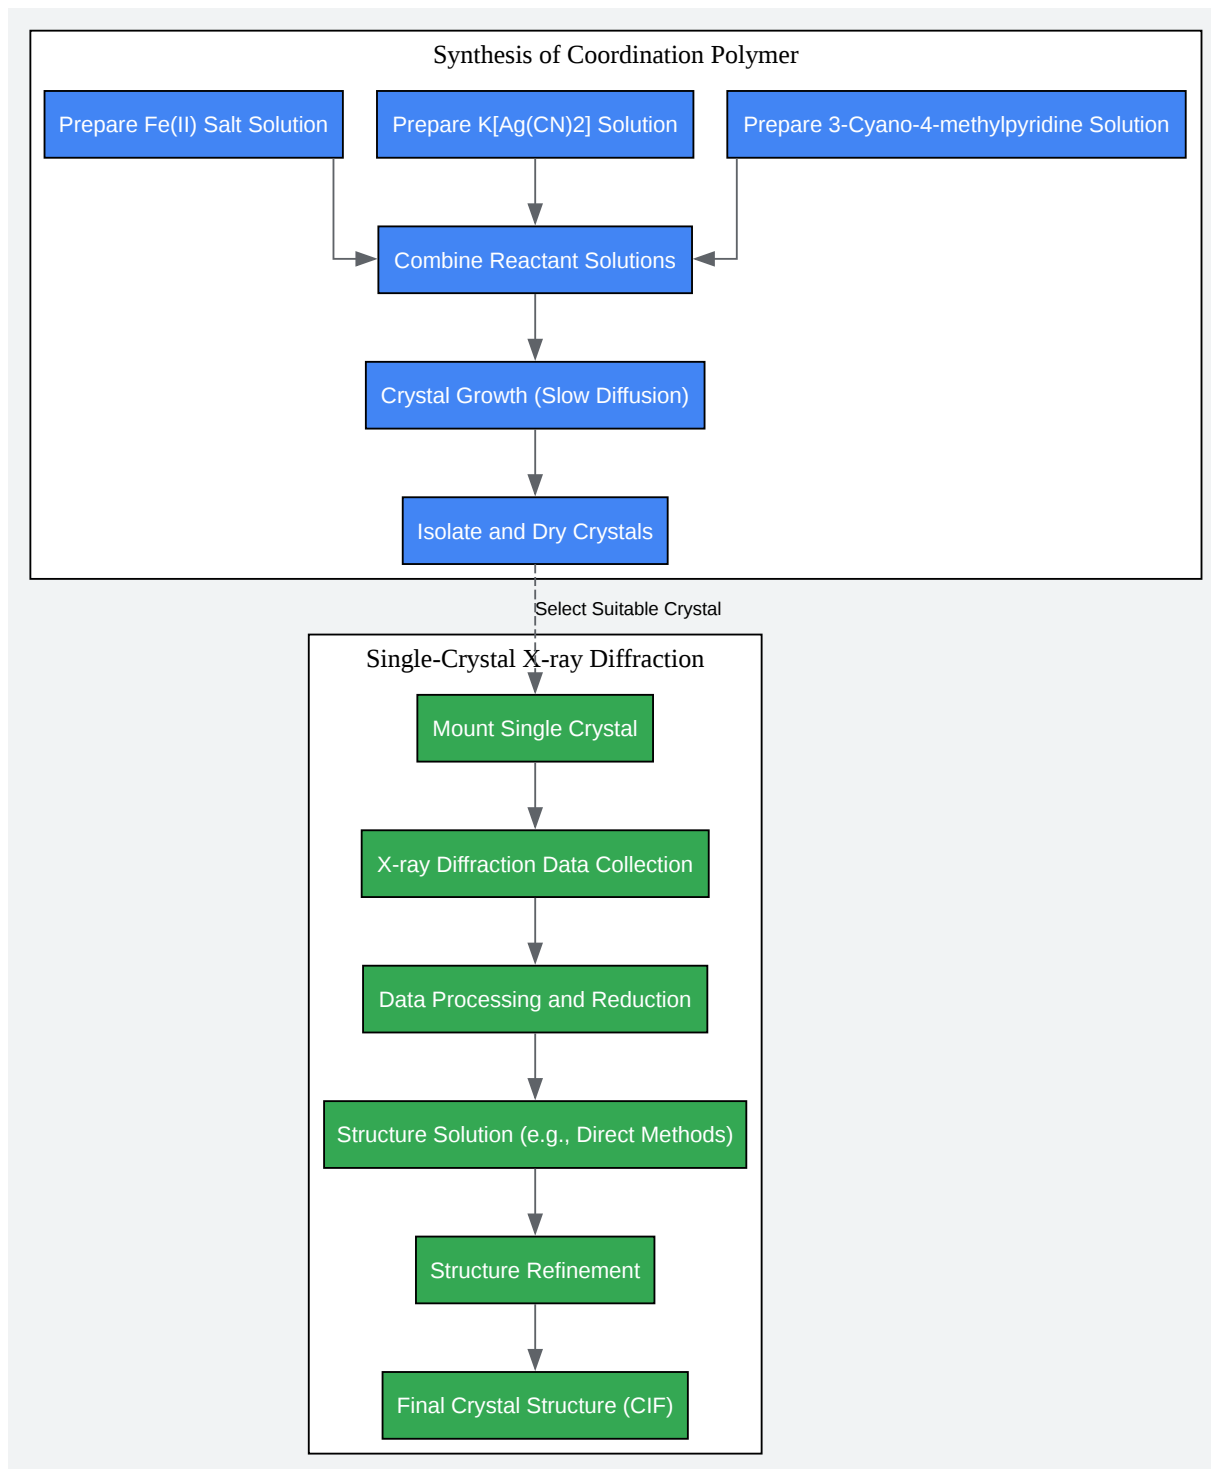 Synthesis of Coordination Polymer
Prepare Fe(II) Salt Solution
Prepare K[Ag(CN)2] Solution
Prepare 3-Cyano-4-methylpyridine Solution
Combine Reactant Solutions
Crystal Growth (Slow Diffusion)
Isolate and Dry Crystals
Select Suitable Crystal
Single-Crystal X-ray Diffraction
Mount Single Crystal
X-ray Diffraction Data Collection
Data Processing and Reduction
Structure Solution (e.g., Direct Methods)
Structure Refinement
Final Crystal Structure (CIF)